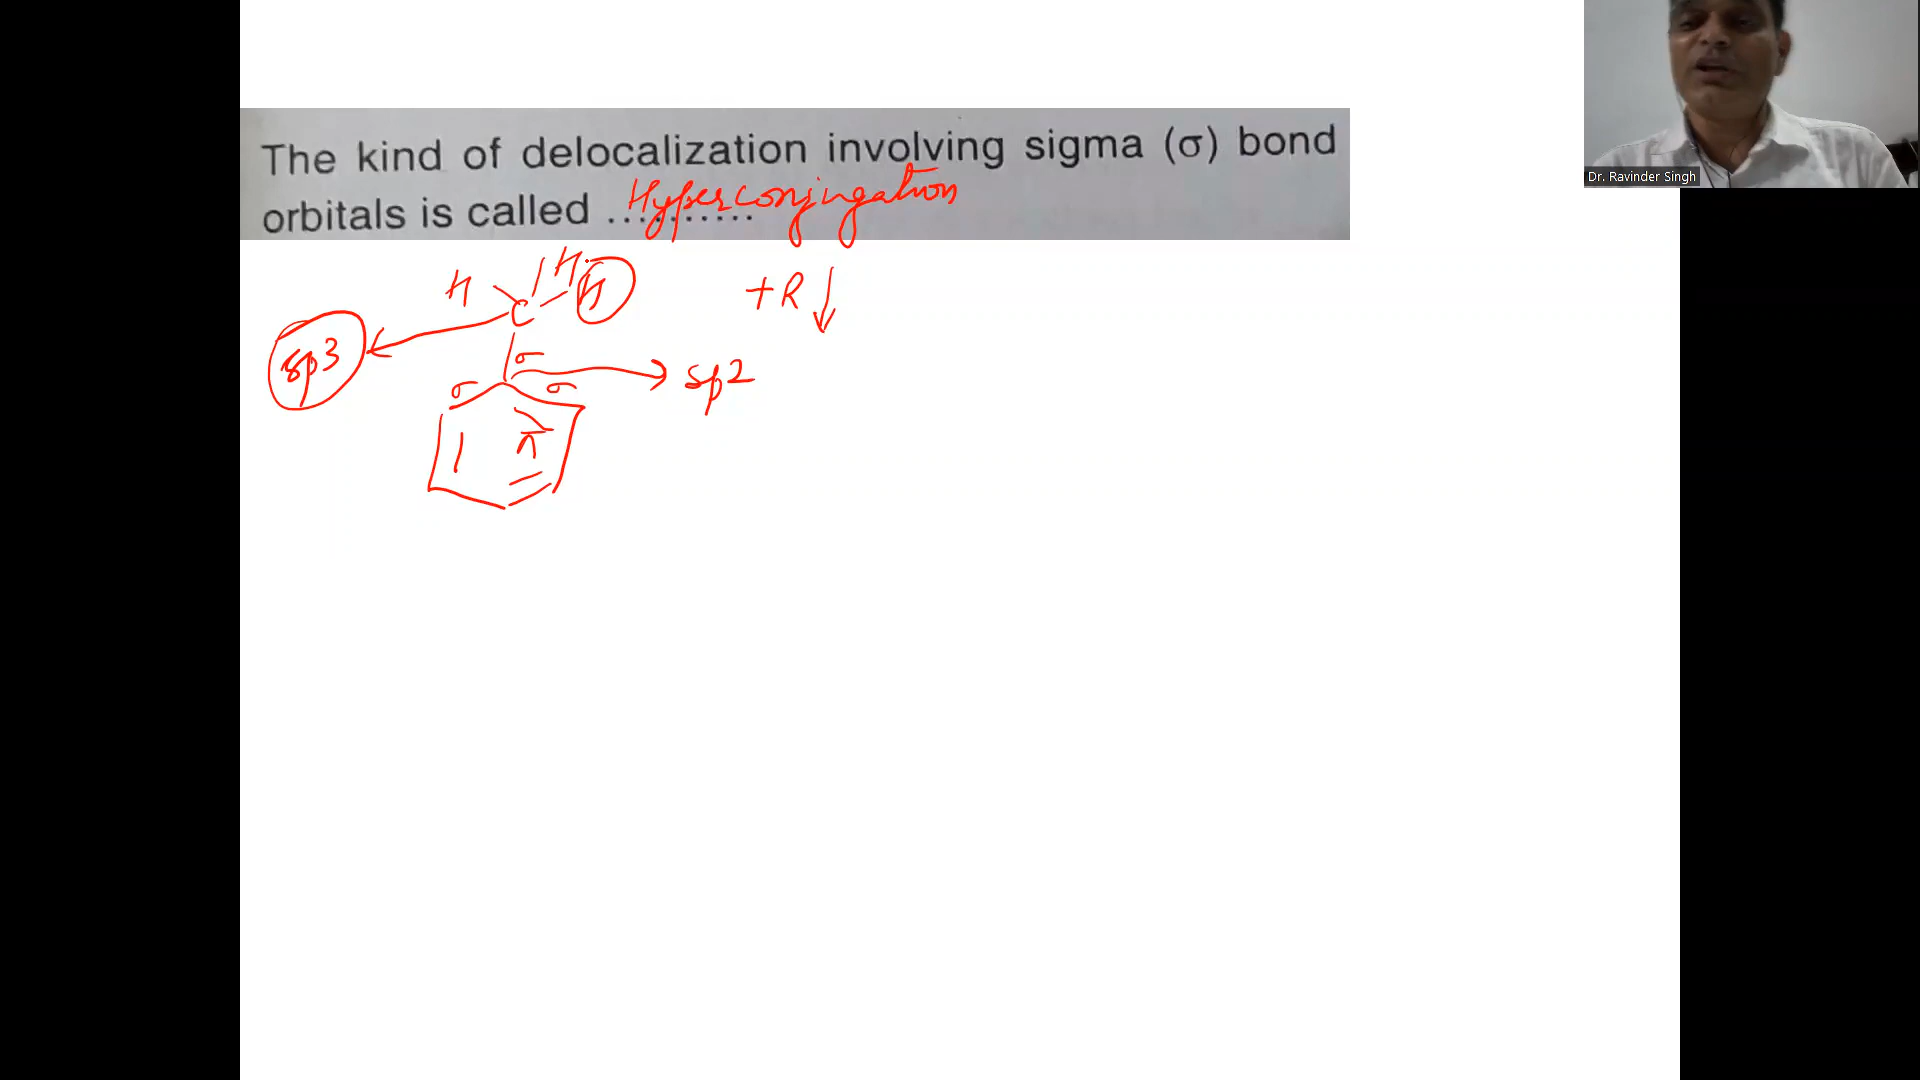 Dr. Ravinder Singh
The kind of delocalization involving sigma (σ) bond
orbitals is called .......... Hyperconjugation
H H H
C
+R ↓
sp3
σ
σ σ
sp2
π